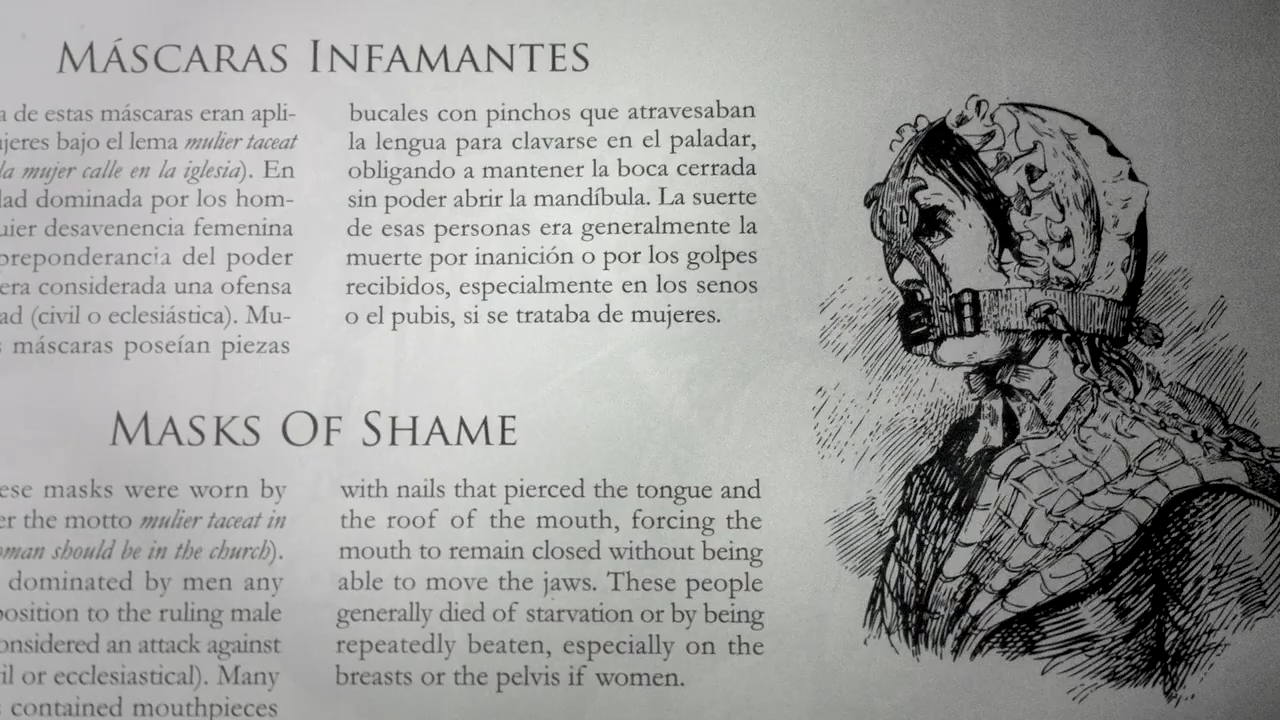 MÁSCARAS INFAMANTES
a de estas máscaras eran apli-
jeres bajo el lema mulier taceat
la mujer calle en la iglesia). En
dad dominada por los hom-
uier desavenencia femenina
preponderancia del poder
era considerada una ofensa
ad (civil o eclesiástica). Mu-
s máscaras poseían piezas
bucales con pinchos que atravesaban
la lengua para clavarse en el paladar,
obligando a mantener la boca cerrada
sin poder abrir la mandíbula. La suerte
de esas personas era generalmente la
muerte por inanición o por los golpes
recibidos, especialmente en los senos
o el pubis, si se trataba de mujeres.
MASKS OF SHAME
ese masks were worn by
er the motto mulier taceat in
oman should be in the church).
dominated by men any
position to the ruling male
onsidered an attack against
il or ecclesiastical). Many
s contained mouthpieces
with nails that pierced the tongue and
the roof of the mouth, forcing the
mouth to remain closed without being
able to move the jaws. These people
generally died of starvation or by being
repeatedly beaten, especially on the
breasts or the pelvis if women.